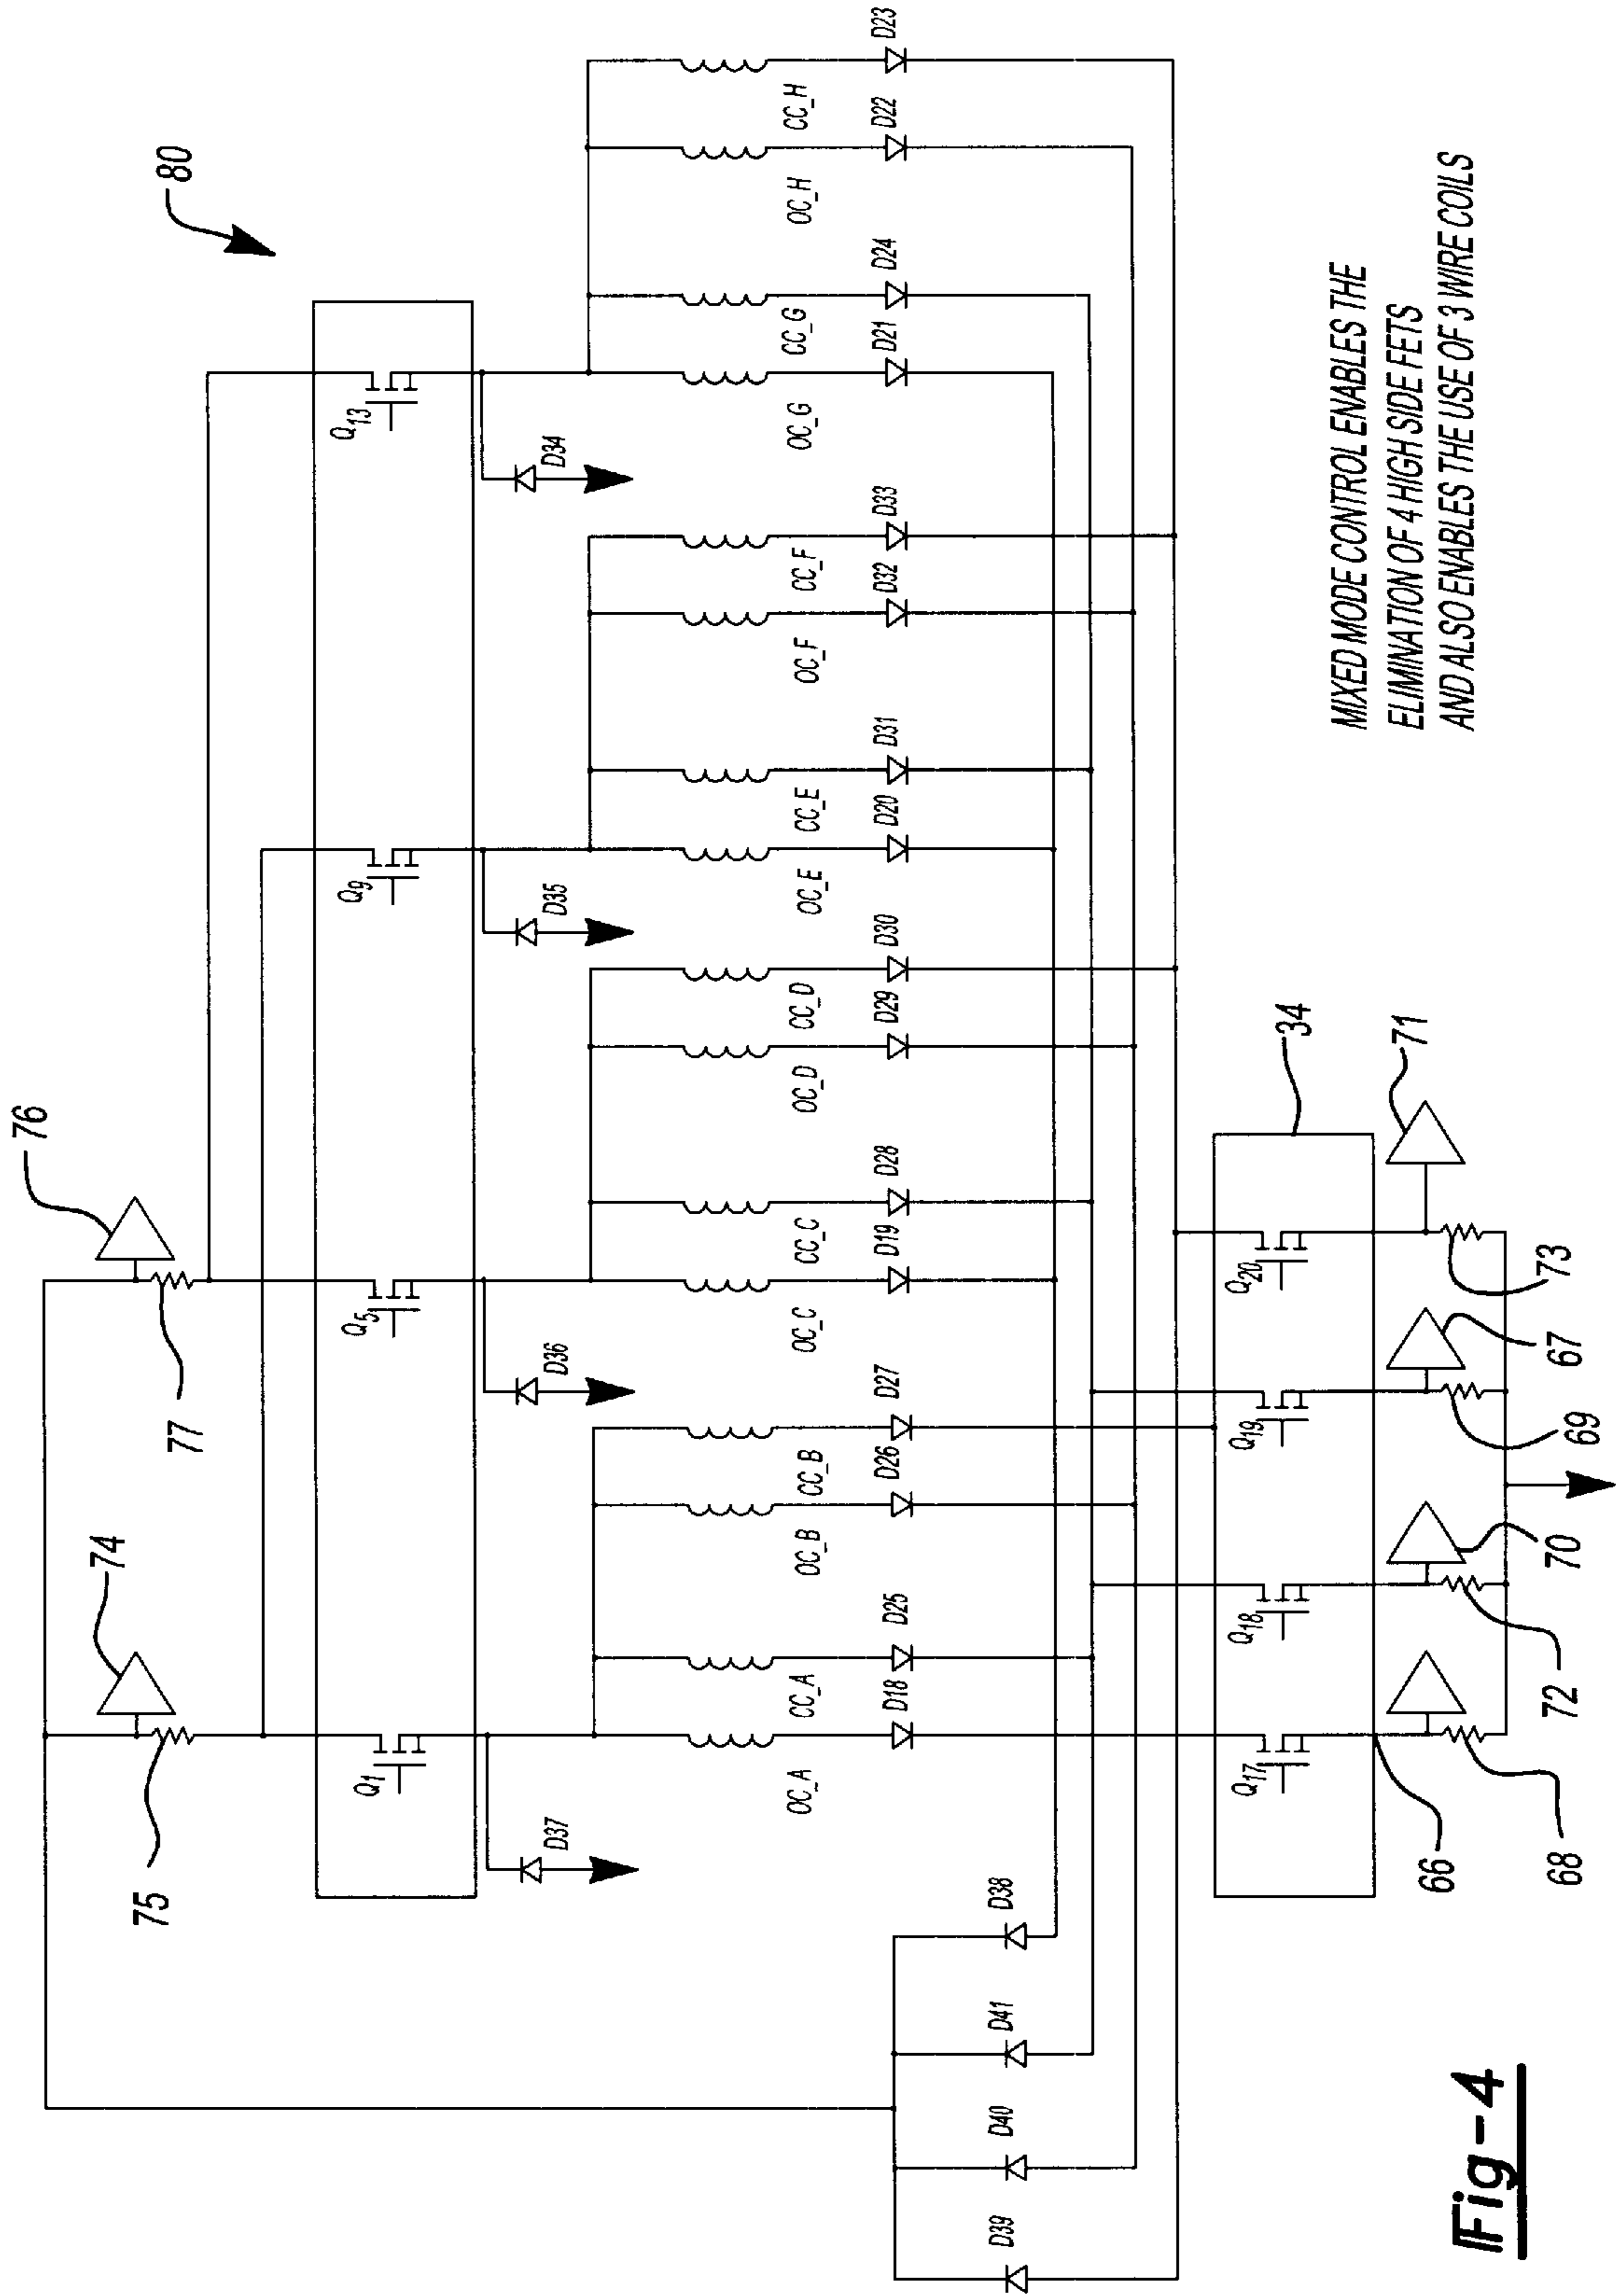 80
76
77
74
75
Q1
Q5
Q9
Q13
D37
D36
D35
D34
OC_A
CC_A
OC_B
CC_B
OC_C
CC_C
OC_D
CC_D
OC_E
CC_E
OC_F
CC_F
OC_G
CC_G
OC_H
CC_H
D18
D25
D26
D27
D19
D28
D29
D30
D20
D31
D32
D33
D21
D24
D22
D23
D39
D40
D41
D38
Q17
Q18
Q19
Q20
34
66
68
72
70
69
67
73
71
MIXED MODE CONTROL ENABLES THE
ELIMINATION OF 4 HIGH SIDE FETS
AND ALSO ENABLES THE USE OF 3 WIRE COILS
Fig-4